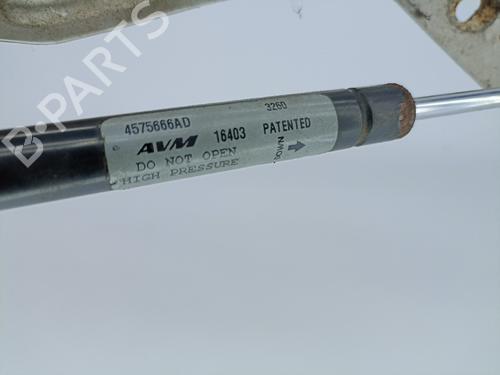 B-PARTS
4575666AD
3260
AVM 16403 PATENTED
DO NOT OPEN
HIGH PRESSURE